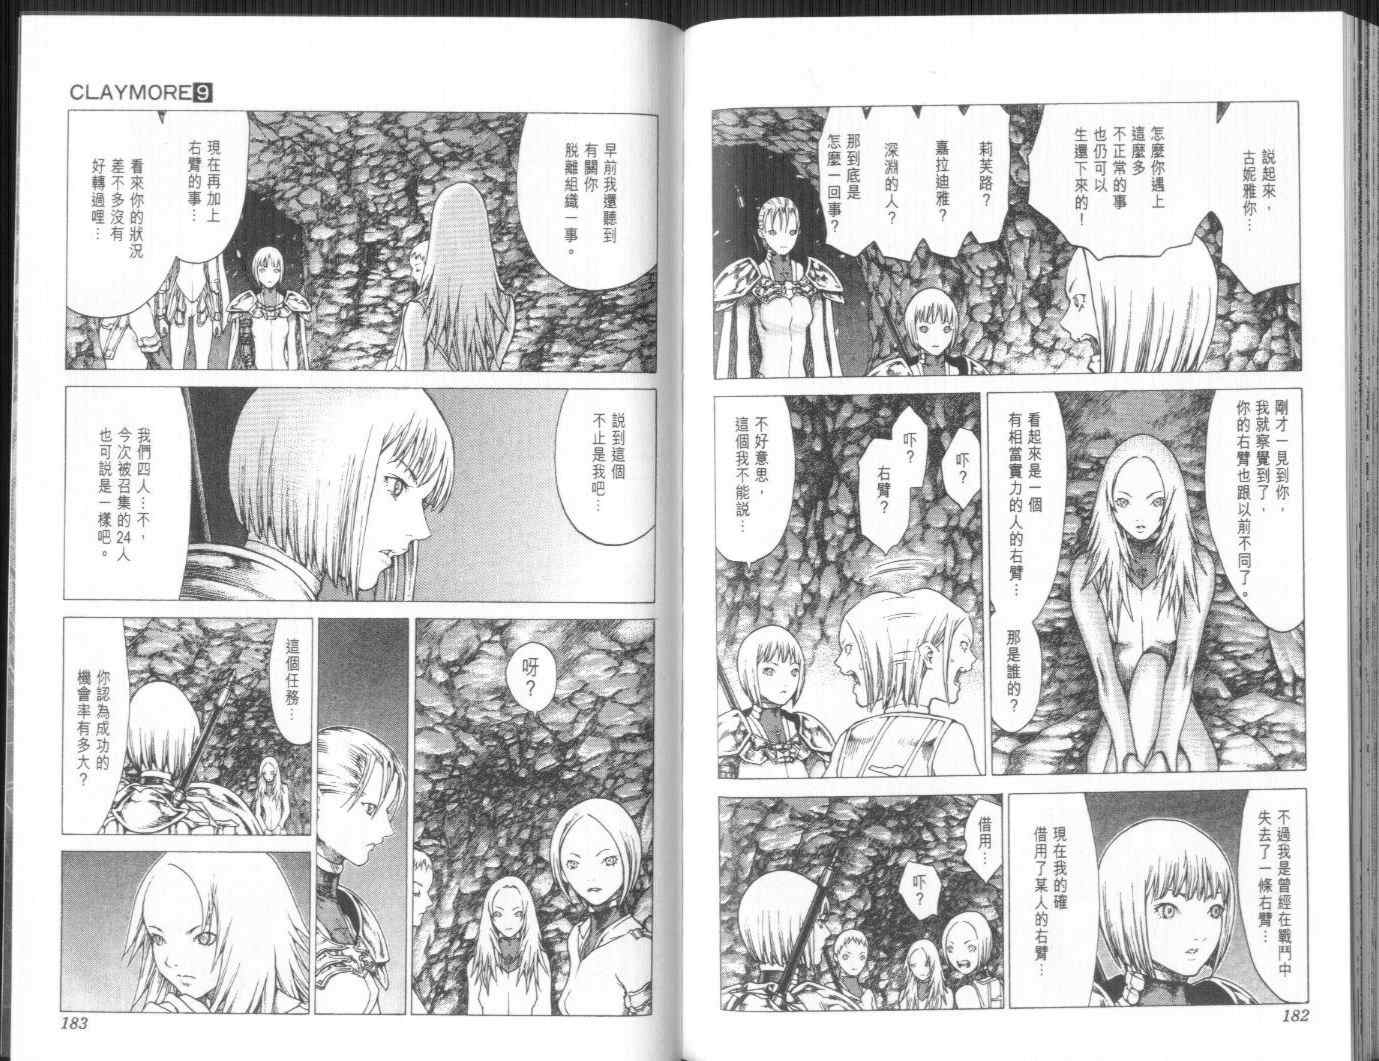 說起來，
古妮雅你…
怎麼你遇上
這麼多
不正常的事
也仍可以
生還下來的！
莉芙路？
嘉拉迪雅？
深淵的人？
那到底是
怎麼一回事？
剛才一見到你，
我就察覺到了，
你的右臂也跟以前不同了。
看起來是一個
有相當實力的人的右臂…
那是誰的？
吓？
吓？
右臂？
不好意思，
這個我不能說…
不過我是曾經在戰鬥中
失去了一條右臂…
現在我的確
借用了某人的右臂…
借用…
吓？
182
CLAYMORE 9
早前我還聽到
有關你
脫離組織一事。
現在再加上
右臂的事…
看來你的狀況
差不多沒有
好轉過哩…
說到這個
不止是我吧…
我們四人…不，
今次被召集的24人
也可說是一樣吧。
呀？
這個任務…
你認為成功的
機會率有多大？
183